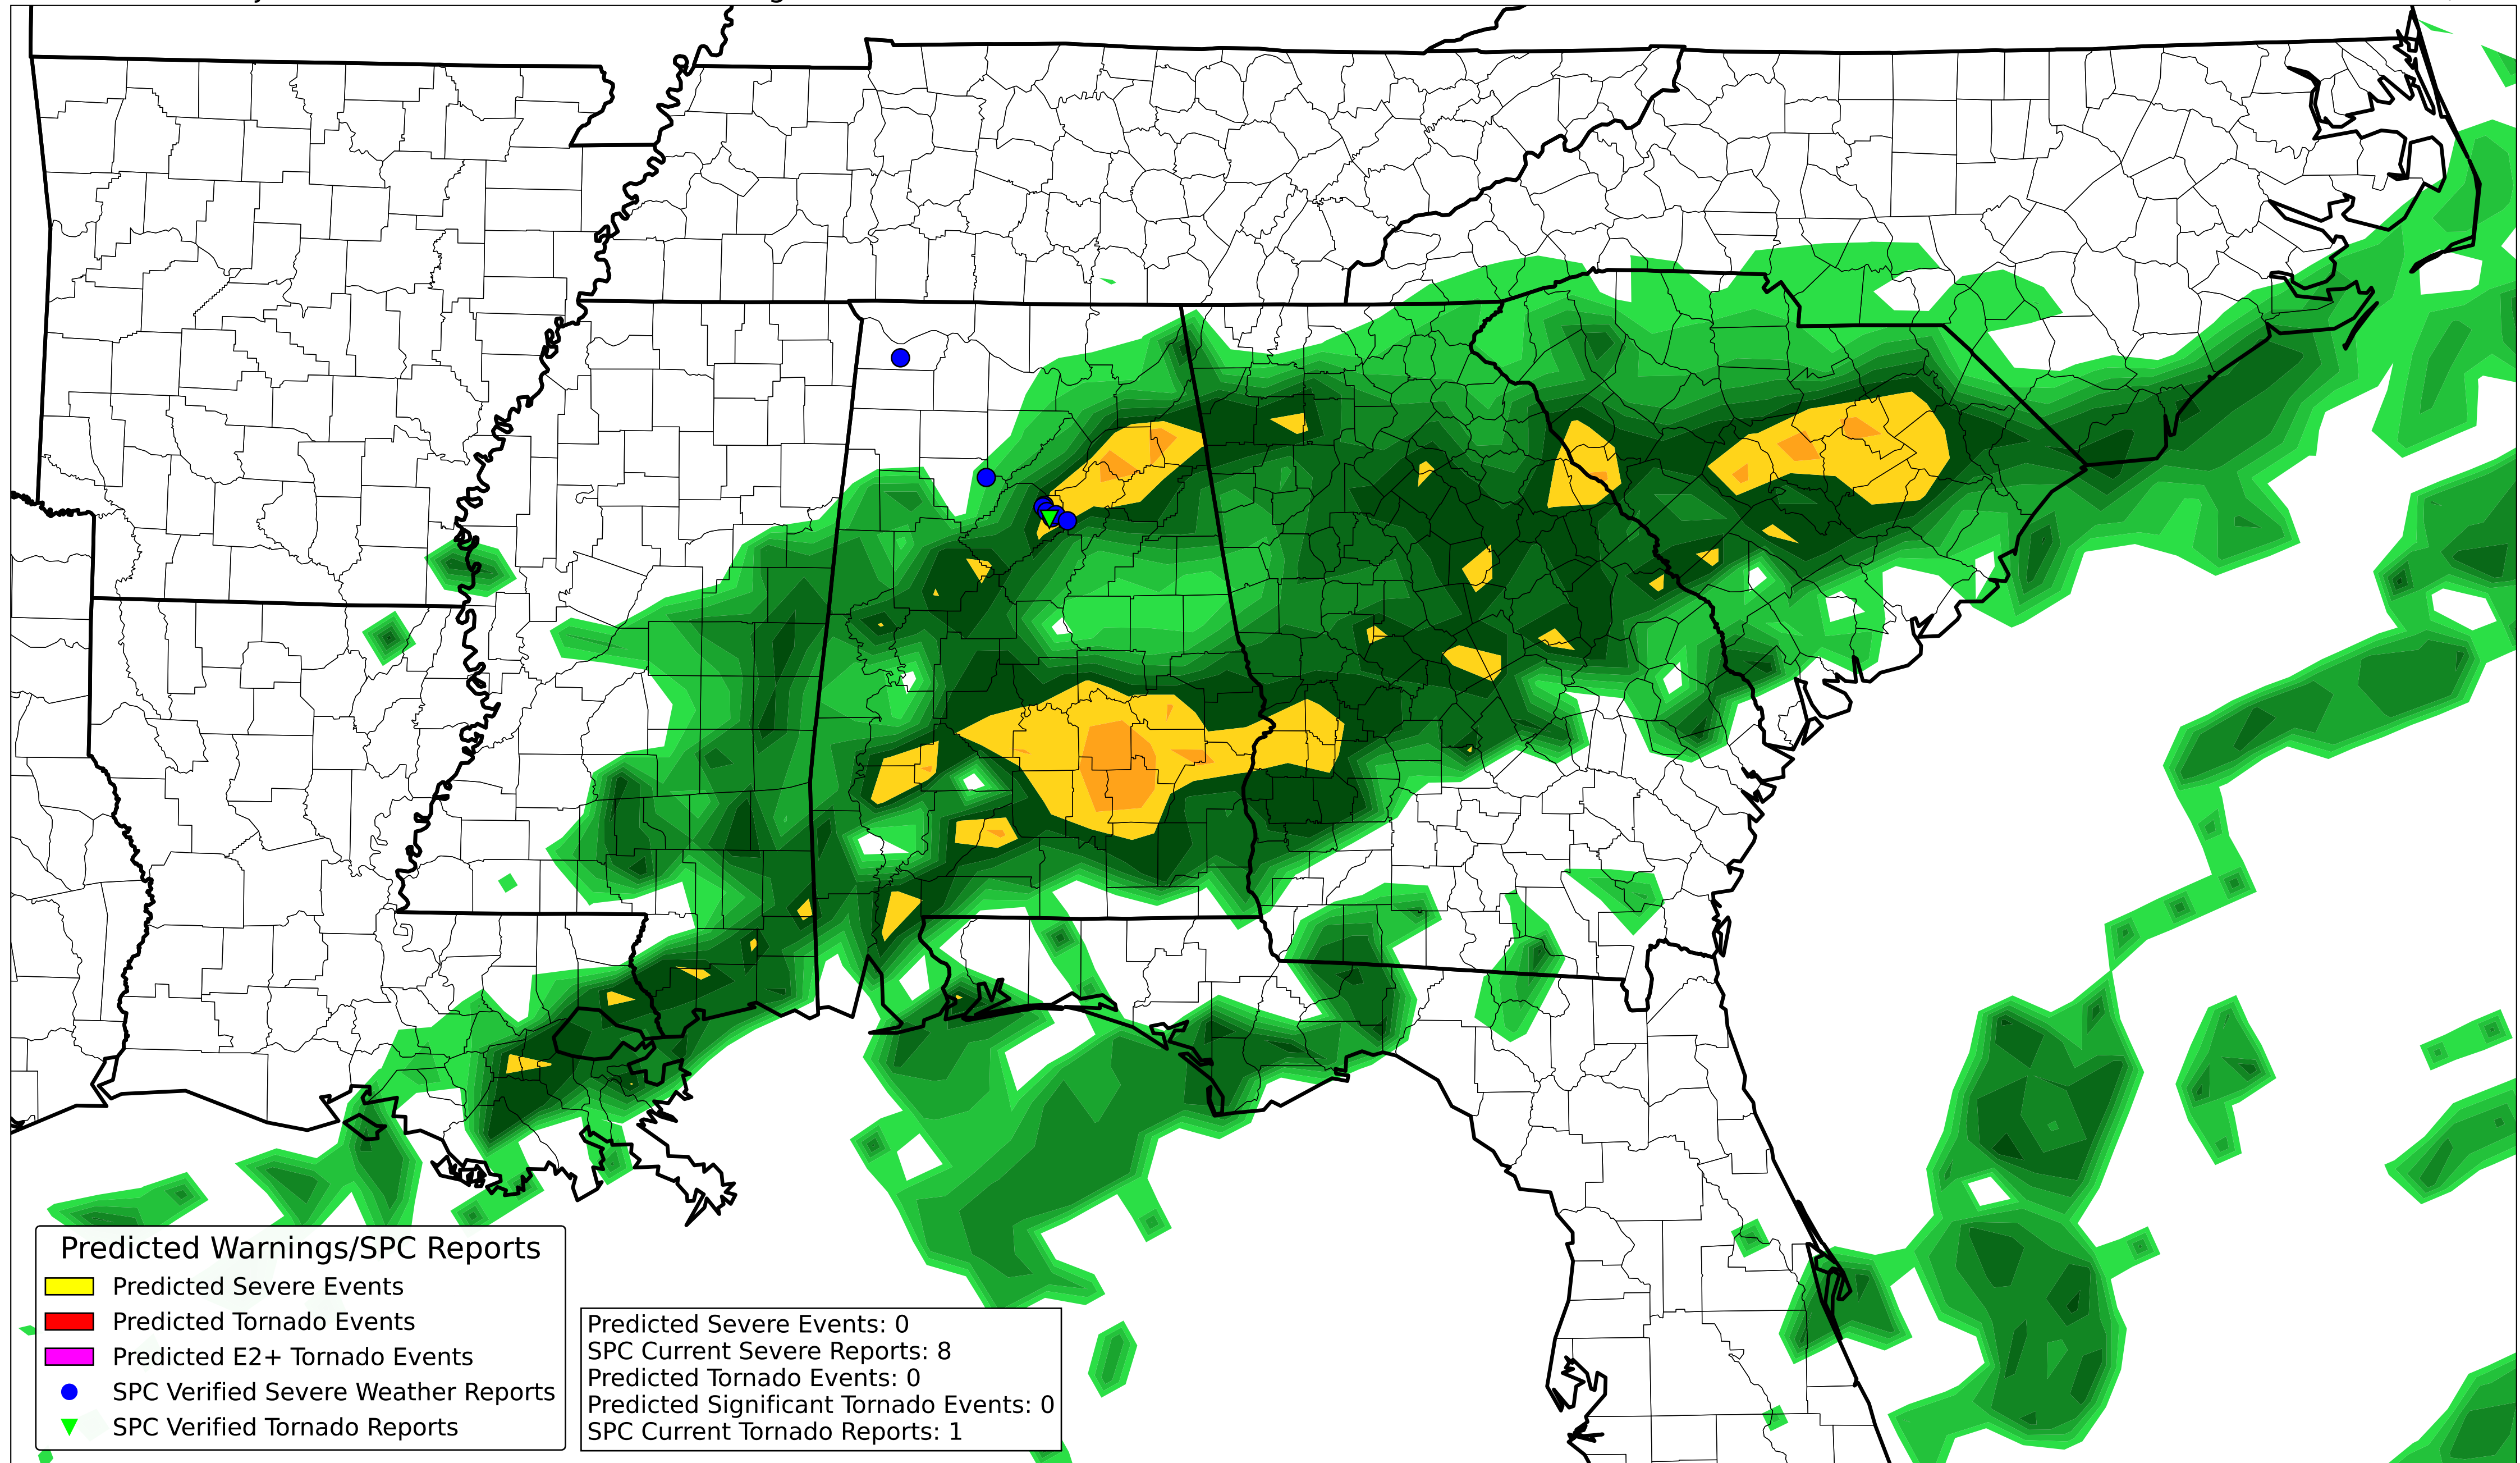 Predicted Warnings/SPC Reports
Predicted Severe Events
Predicted Tornado Events
Predicted E2+ Tornado Events
SPC Verified Severe Weather Reports
SPC Verified Tornado Reports
Predicted Severe Events: 0
SPC Current Severe Reports: 8
Predicted Tornado Events: 0
Predicted Significant Tornado Events: 0
SPC Current Tornado Reports: 1